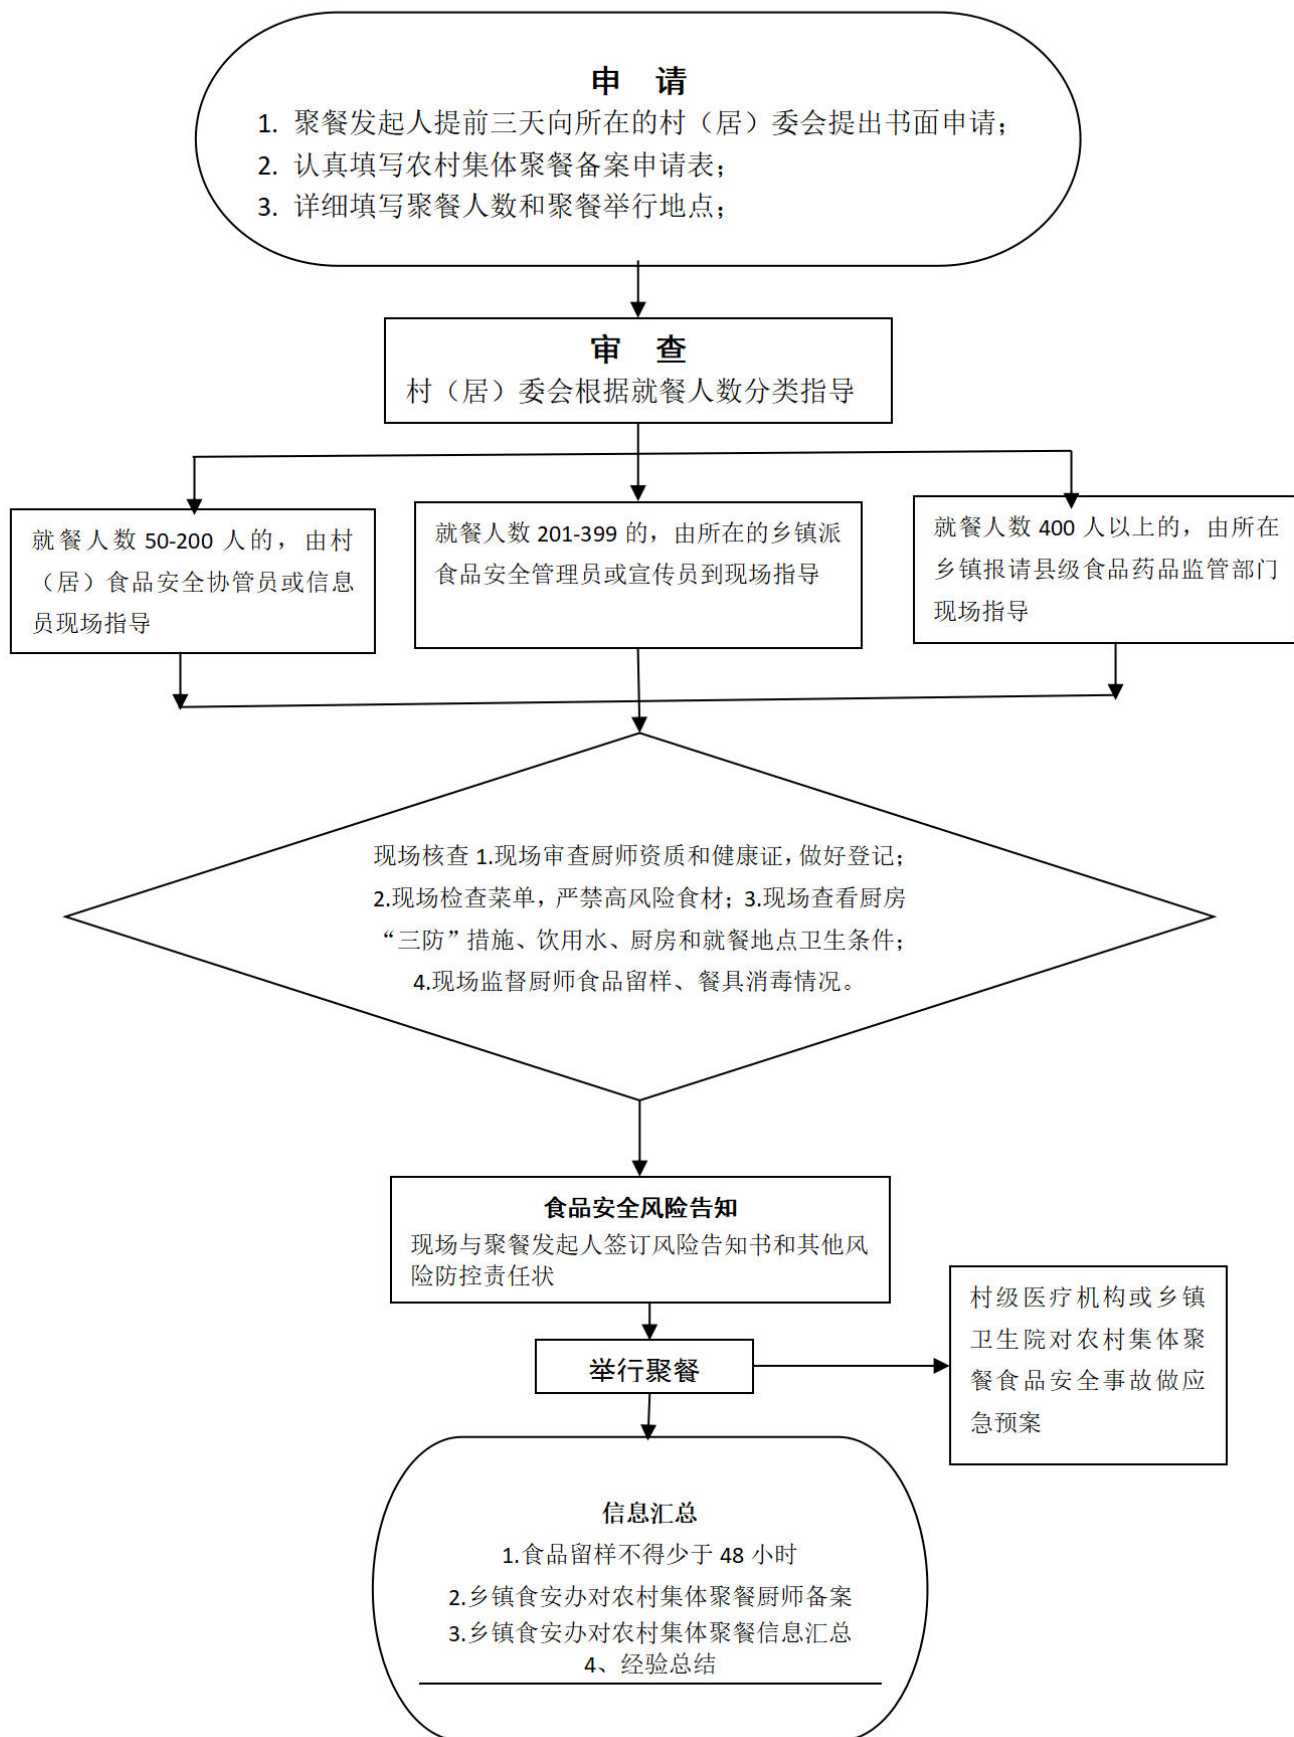 申 请
1. 聚餐发起人提前三天向所在的村（居）委会提出书面申请；
2. 认真填写农村集体聚餐备案申请表；
3. 详细填写聚餐人数和聚餐举行地点；
审 查
村（居）委会根据就餐人数分类指导
就餐人数 50-200 人的，由村
（居）食品安全协管员或信息
员现场指导
就餐人数 201-399 的，由所在的乡镇派
食品安全管理员或宣传员到现场指导
就餐人数 400 人以上的，由所在
乡镇报请县级食品药品监管部门
现场指导
现场核查 1.现场审查厨师资质和健康证，做好登记；
2.现场检查菜单，严禁高风险食材；3.现场查看厨房
“三防”措施、饮用水、厨房和就餐地点卫生条件；
4.现场监督厨师食品留样、餐具消毒情况。
食品安全风险告知
现场与聚餐发起人签订风险告知书和其他风
险防控责任状
举行聚餐
村级医疗机构或乡镇
卫生院对农村集体聚
餐食品安全事故做应
急预案
信息汇总
1.食品留样不得少于 48 小时
2.乡镇食安办对农村集体聚餐厨师备案
3.乡镇食安办对农村集体聚餐信息汇总
4、经验总结